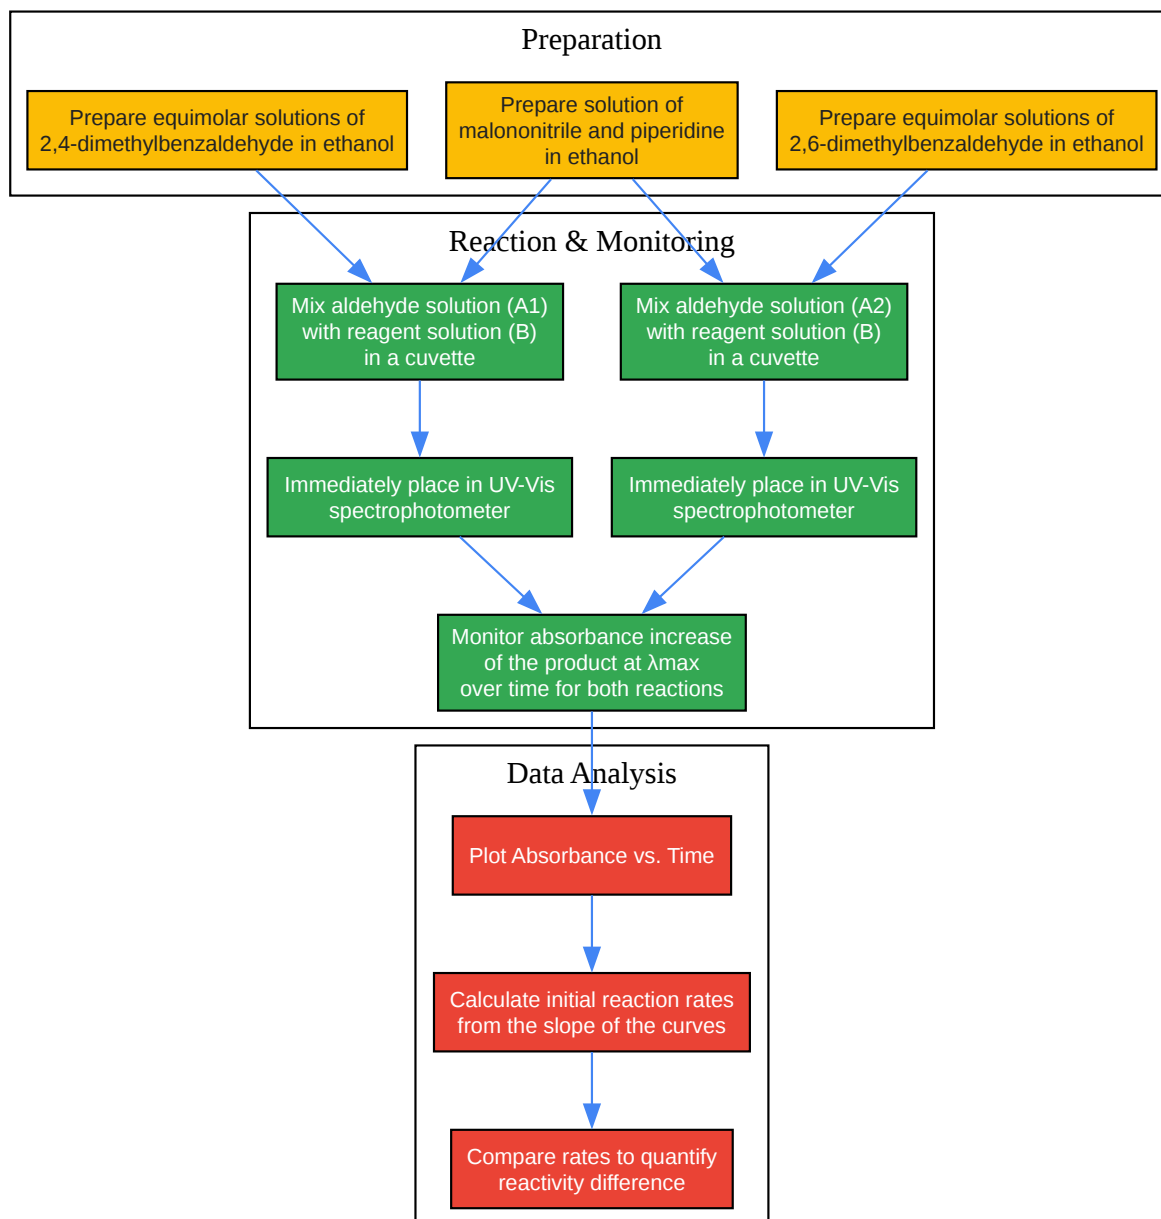 Preparation
Prepare equimolar solutions of
2,4-dimethylbenzaldehyde in ethanol
Prepare solution of
malononitrile and piperidine
in ethanol
Prepare equimolar solutions of
2,6-dimethylbenzaldehyde in ethanol
Reaction & Monitoring
Mix aldehyde solution (A1)
with reagent solution (B)
in a cuvette
Mix aldehyde solution (A2)
with reagent solution (B)
in a cuvette
Immediately place in UV-Vis
spectrophotometer
Immediately place in UV-Vis
spectrophotometer
Monitor absorbance increase
of the product at λmax
over time for both reactions
Data Analysis
Plot Absorbance vs. Time
Calculate initial reaction rates
from the slope of the curves
Compare rates to quantify
reactivity difference